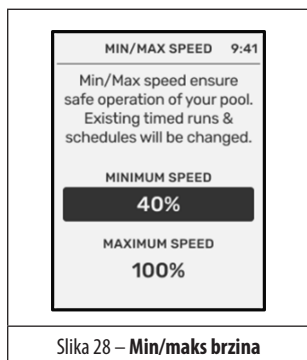 MIN/MAX SPEED 9:41
Min/Max speed ensure
safe operation of your pool.
Existing timed runs &
schedules will be changed.
MINIMUM SPEED
40%
MAXIMUM SPEED
100%
Slika 28 – Min/maks brzina